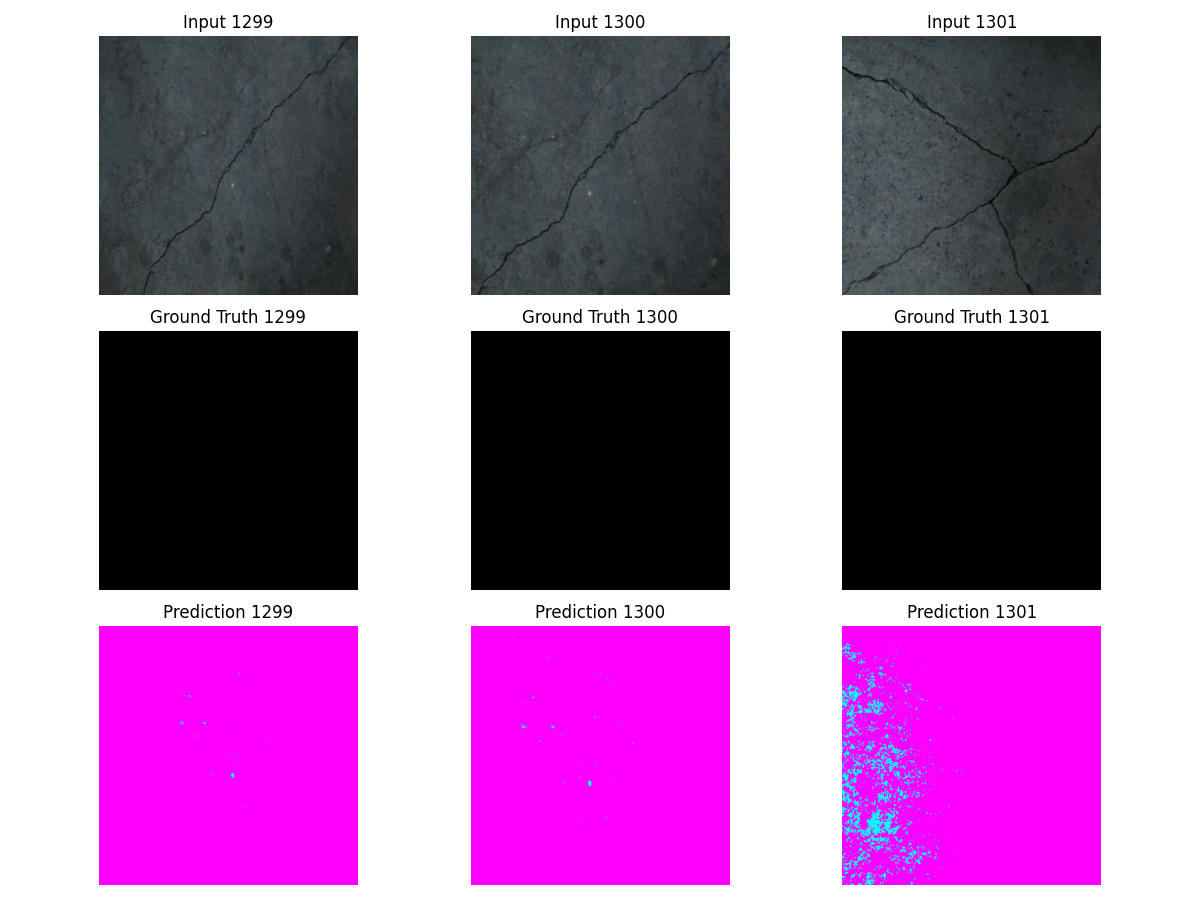 Input 1299
Input 1300
Input 1301
Ground Truth 1299
Ground Truth 1300
Ground Truth 1301
Prediction 1299
Prediction 1300
Prediction 1301